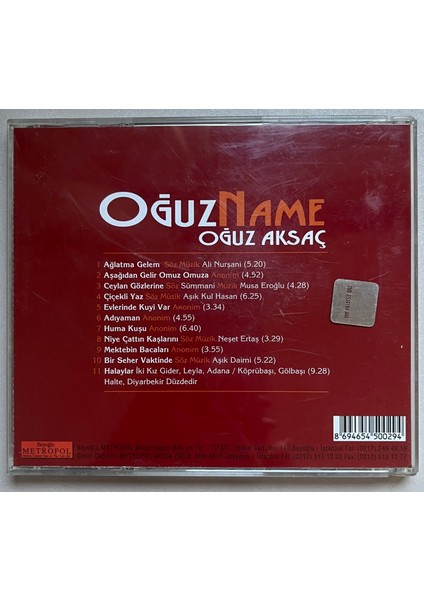 OĞUZNAME
OĞUZ AKSAÇ
1 Ağlatma Gelem Söz Müzik Ali Nurşani (5.20)
2 Aşağıdan Gelir Omuz Omuza Anonim (4.52)
3 Ceylan Gözlerine Söz Sümmani Müzik Musa Eroğlu (4.28)
4 Çiçekli Yaz Söz Müzik Aşık Kul Hasan (6.25)
5 Evlerinde Kuyi Var Anonim (3.34)
6 Adıyaman Anonim (4.55)
7 Huma Kuşu Anonim (6.40)
8 Niye Çattın Kaşlarını Söz Müzik Neşet Ertaş (3.29)
9 Mektebin Bacaları Anonim (3.55)
10 Bir Seher Vaktinde Söz Müzik Aşık Daimi (5.22)
11 Halaylar İki Kız Gider, Leyla, Adana / Köprübaşı, Gölbaşı (9.28)
Halte, Diyarbekir Düzdedir
8 694654 500294
Beyoğlu
METROPOL